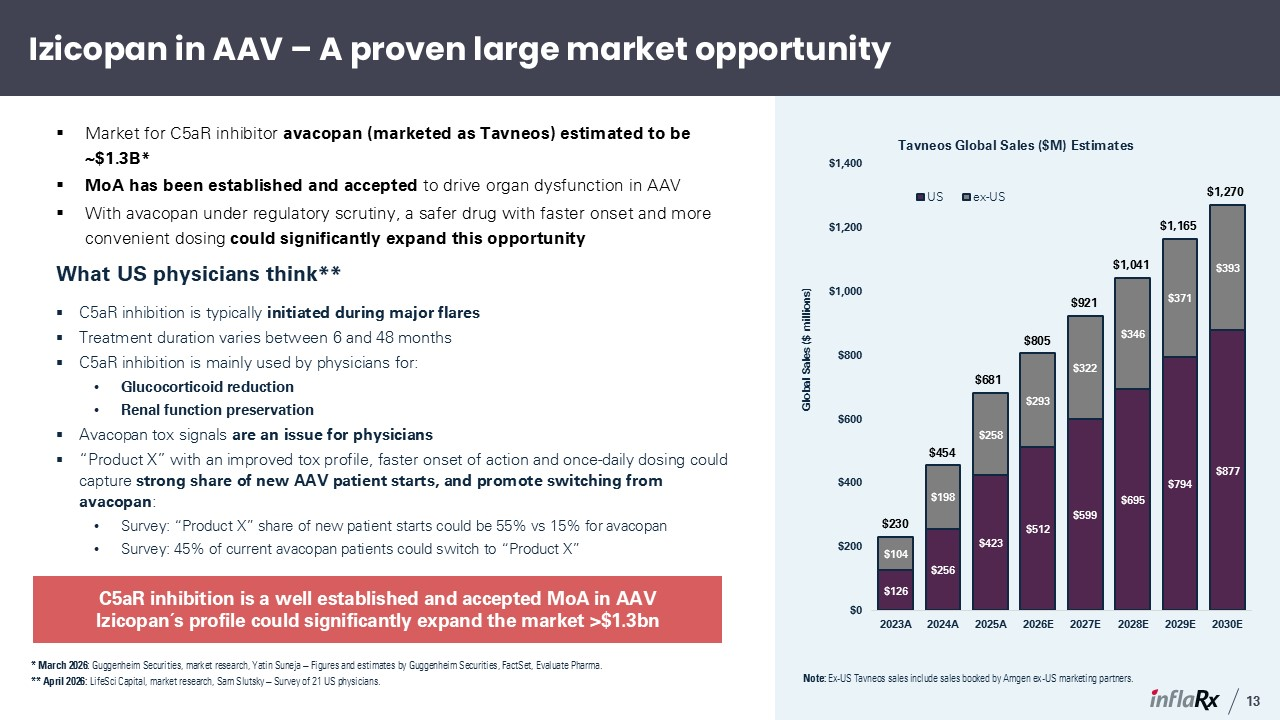 Izicopan in AAV – A proven large market opportunity
▪ Market for C5aR inhibitor avacopan (marketed as Tavneos) estimated to be
~$1.3B*
▪ MoA has been established and accepted to drive organ dysfunction in AAV
▪ With avacopan under regulatory scrutiny, a safer drug with faster onset and more
convenient dosing could significantly expand this opportunity
What US physicians think**
▪ C5aR inhibition is typically initiated during major flares
▪ Treatment duration varies between 6 and 48 months
▪ C5aR inhibition is mainly used by physicians for:
• Glucocorticoid reduction
• Renal function preservation
▪ Avacopan tox signals are an issue for physicians
▪ “Product X” with an improved tox profile, faster onset of action and once-daily dosing could
capture strong share of new AAV patient starts, and promote switching from
avacopan:
• Survey: “Product X” share of new patient starts could be 55% vs 15% for avacopan
• Survey: 45% of current avacopan patients could switch to “Product X”
C5aR inhibition is a well established and accepted MoA in AAV
Izicopan´s profile could significantly expand the market >$1.3bn
* March 2026: Guggenheim Securities, market research, Yatin Suneja – Figures and estimates by Guggenheim Securities, FactSet, Evaluate Pharma.
** April 2026: LifeSci Capital, market research, Sam Slutsky – Survey of 21 US physicians.
Tavneos Global Sales ($M) Estimates
US ex-US
Global Sales ($ millions)
$1,400
$1,200
$1,000
$800
$600
$400
$200
$0
$230
$104
$126
$454
$198
$256
$681
$258
$423
$805
$293
$512
$921
$322
$599
$1,041
$346
$695
$1,165
$371
$794
$1,270
$393
$877
2023A 2024A 2025A 2026E 2027E 2028E 2029E 2030E
Note: Ex-US Tavneos sales include sales booked by Amgen ex-US marketing partners.
inflaRx / 13